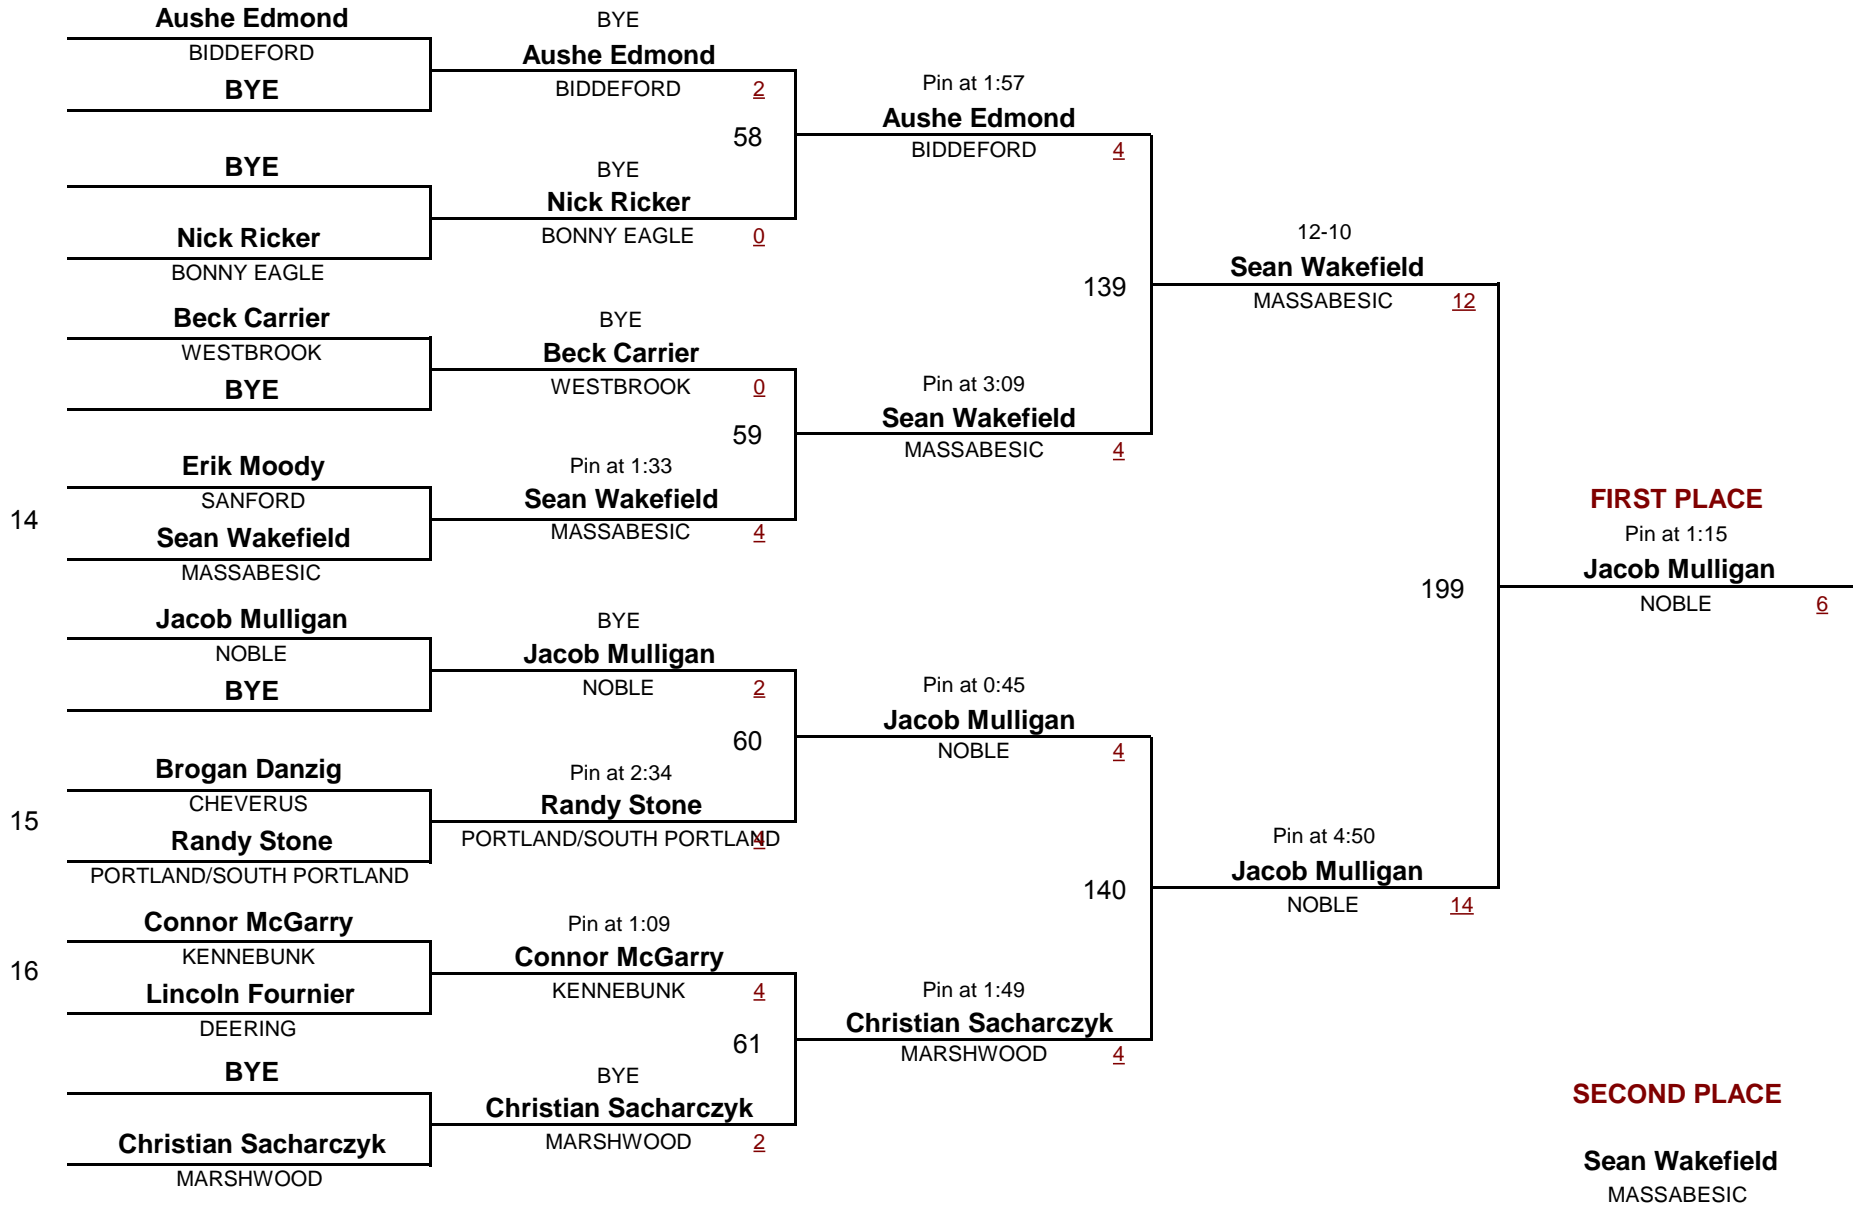 Aushe Edmond
BIDDEFORD
BYE
BYE
Nick Ricker
BONNY EAGLE
Beck Carrier
WESTBROOK
BYE
14
Erik Moody
SANFORD
Sean Wakefield
MASSABESIC
Jacob Mulligan
NOBLE
BYE
15
Brogan Danzig
CHEVERUS
Randy Stone
PORTLAND/SOUTH PORTLAND
16
Connor McGarry
KENNEBUNK
Lincoln Fournier
DEERING
BYE
Christian Sacharczyk
MARSHWOOD
BYE
Aushe Edmond
BIDDEFORD 2
58
BYE
Nick Ricker
BONNY EAGLE 0
BYE
Beck Carrier
WESTBROOK 0
59
Pin at 1:33
Sean Wakefield
MASSABESIC 4
BYE
Jacob Mulligan
NOBLE 2
60
Pin at 2:34
Randy Stone
PORTLAND/SOUTH PORTLAND 4
Pin at 1:09
Connor McGarry
KENNEBUNK 4
61
BYE
Christian Sacharczyk
MARSHWOOD 2
Pin at 1:57
Aushe Edmond
BIDDEFORD 4
139
Pin at 3:09
Sean Wakefield
MASSABESIC 4
Pin at 0:45
Jacob Mulligan
NOBLE 4
140
Pin at 1:49
Christian Sacharczyk
MARSHWOOD 4
12-10
Sean Wakefield
MASSABESIC 12
199
Pin at 4:50
Jacob Mulligan
NOBLE 14
FIRST PLACE
Pin at 1:15
Jacob Mulligan
NOBLE 6
SECOND PLACE
Sean Wakefield
MASSABESIC